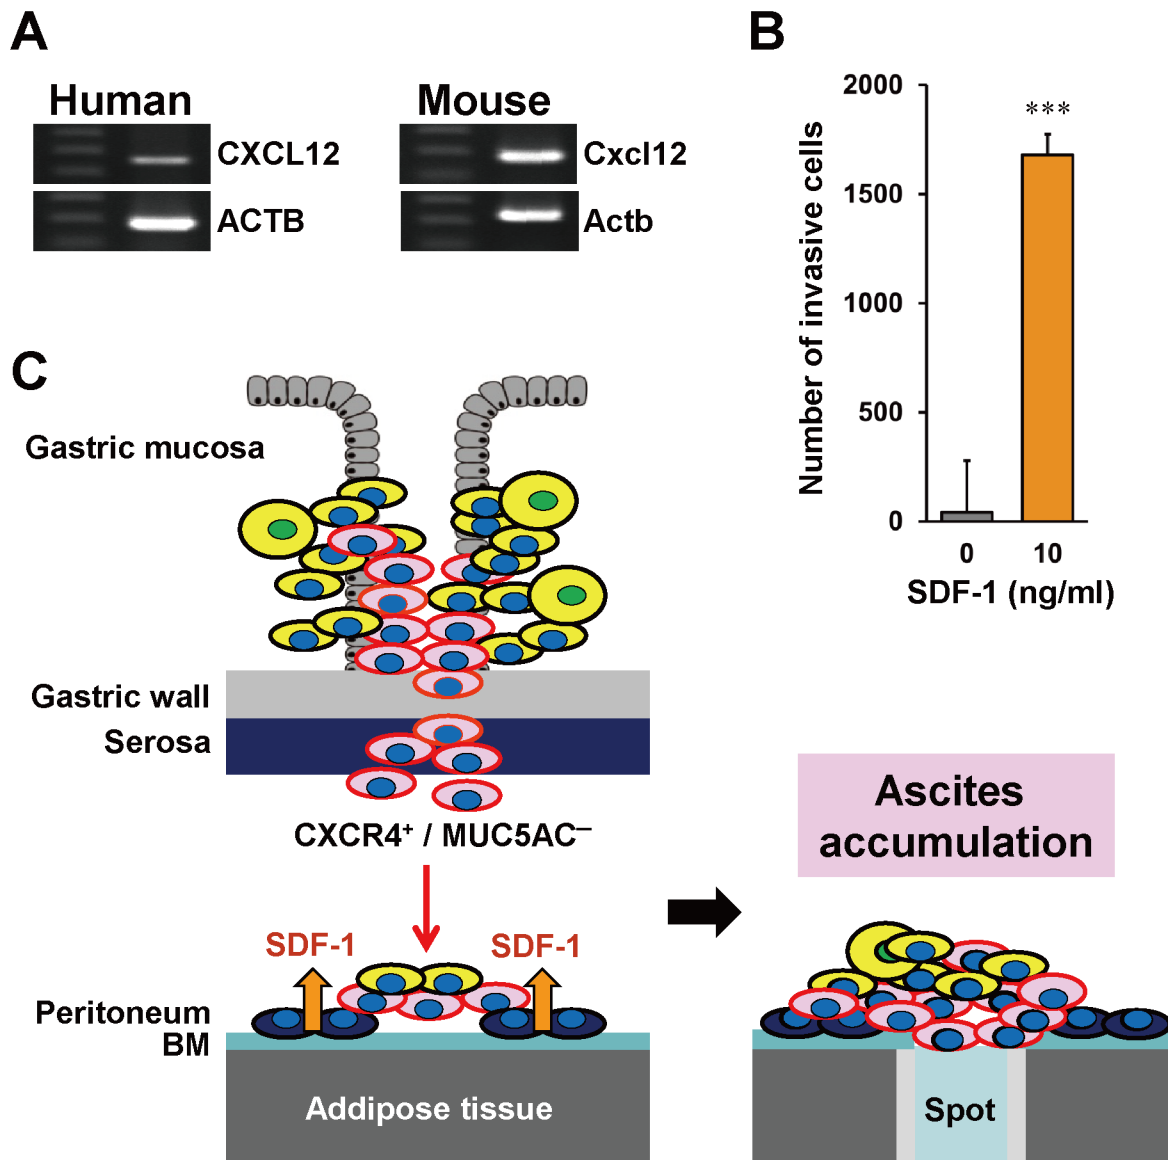 A
Human
Mouse
CXCL12
Cxcl12
ACTB
Actb
B
2000
1500
1000
500
0
Number of invasive cells
***
0
10
SDF-1 (ng/ml)
C
Gastric mucosa
Gastric wall
Serosa
CXCR4⁺ / MUC5AC⁻
SDF-1
SDF-1
Peritoneum
BM
Addipose tissue
Ascites
accumulation
Spot